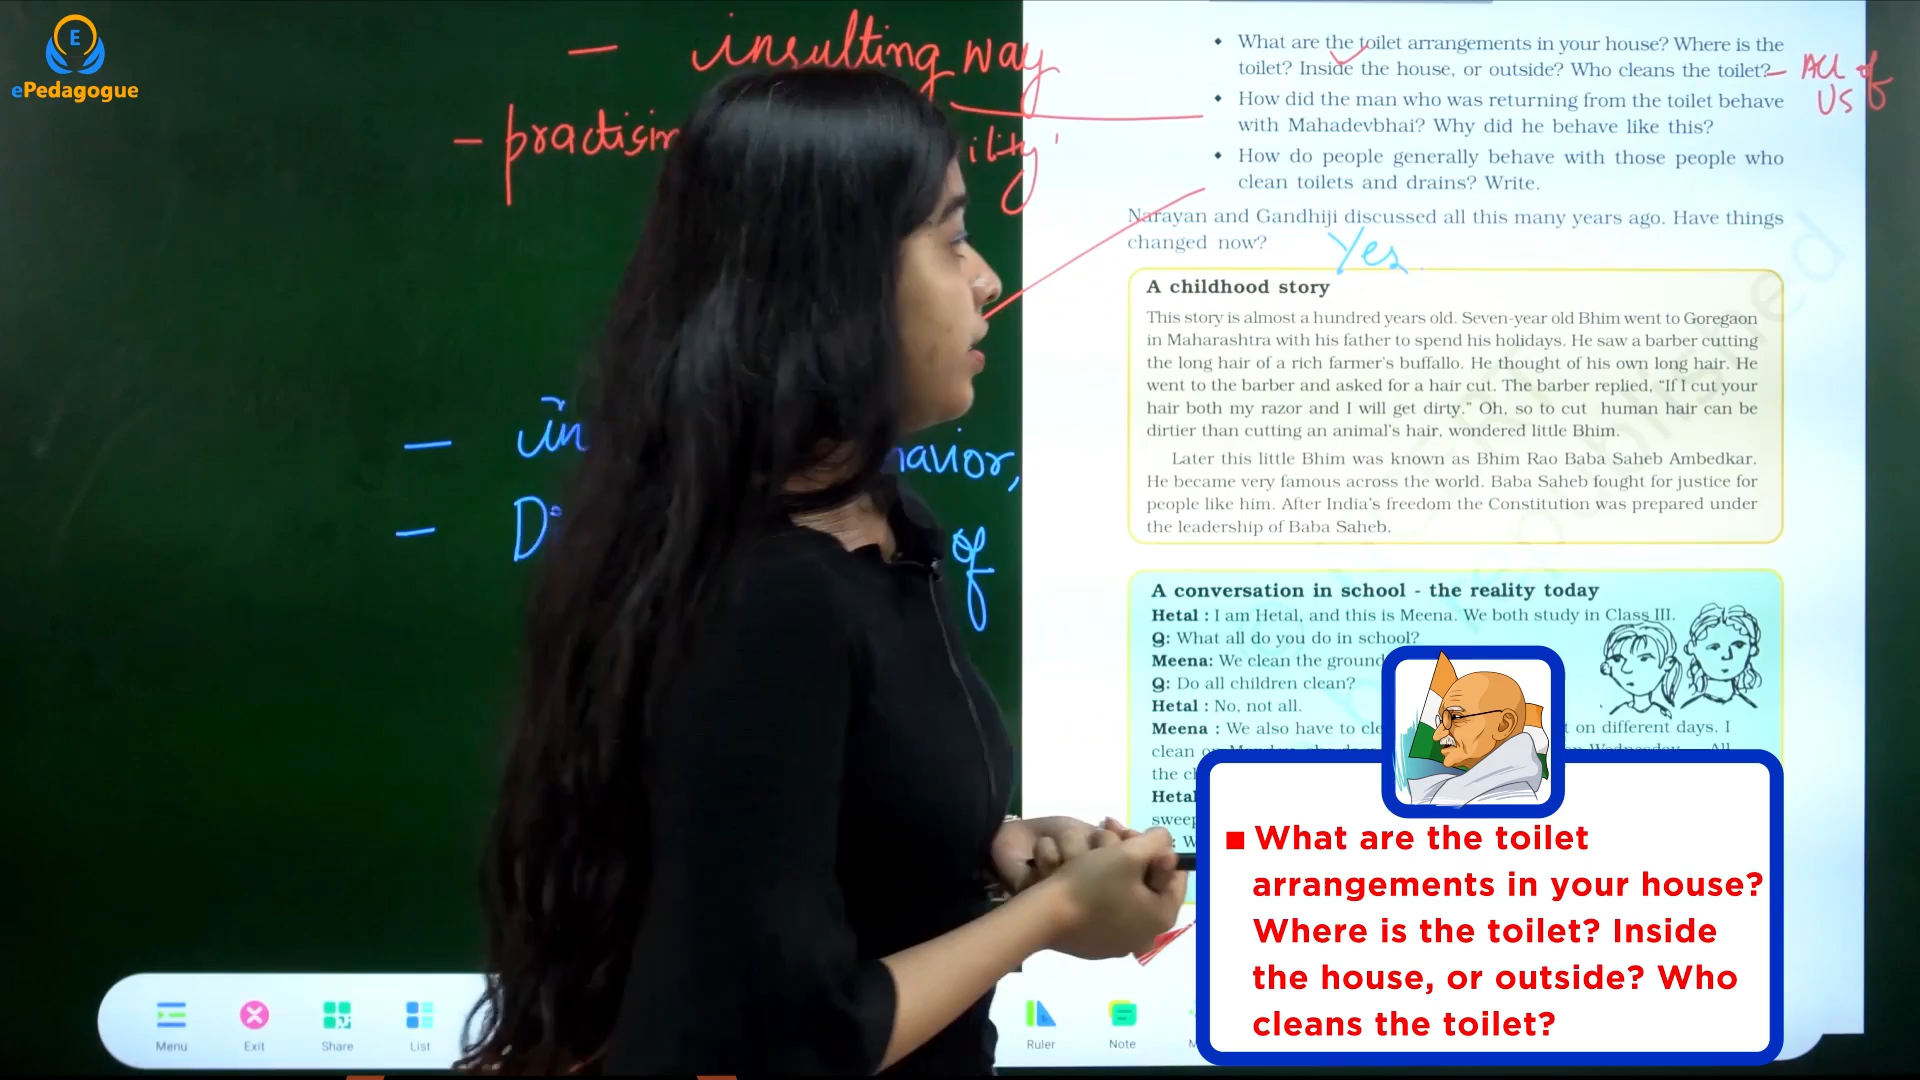 E
ePedagogue
– insulting way
– practisin
ility'
–
avior,
–
of
• What are the toilet arrangements in your house? Where is the
toilet? Inside the house, or outside? Who cleans the toilet?
– All of
US
• How did the man who was returning from the toilet behave
with Mahadevbhai? Why did he behave like this?
• How do people generally behave with those people who
clean toilets and drains? Write.
Narayan and Gandhiji discussed all this many years ago. Have things
changed now?
Yes.
A childhood story
This story is almost a hundred years old. Seven-year old Bhim went to Goregaon
in Maharashtra with his father to spend his holidays. He saw a barber cutting
the long hair of a rich farmer's buffallo. He thought of his own long hair. He
went to the barber and asked for a hair cut. The barber replied, “If I cut your
hair both my razor and I will get dirty.” Oh, so to cut human hair can be
dirtier than cutting an animal's hair, wondered little Bhim.
Later this little Bhim was known as Bhim Rao Baba Saheb Ambedkar.
He became very famous across the world. Baba Saheb fought for justice for
people like him. After India's freedom the Constitution was prepared under
the leadership of Baba Saheb.
A conversation in school - the reality today
Hetal : I am Hetal, and this is Meena. We both study in Class III.
Q: What all do you do in school?
Meena: We clean the ground
Q: Do all children clean?
Hetal : No, not all.
Meena : We also have to cle t on different days. I
clean on Monday, Wednesday All
the c
Hetal
sweep
: W
■ What are the toilet
arrangements in your house?
Where is the toilet? Inside
the house, or outside? Who
cleans the toilet?
Menu Exit Share List Ruler Note